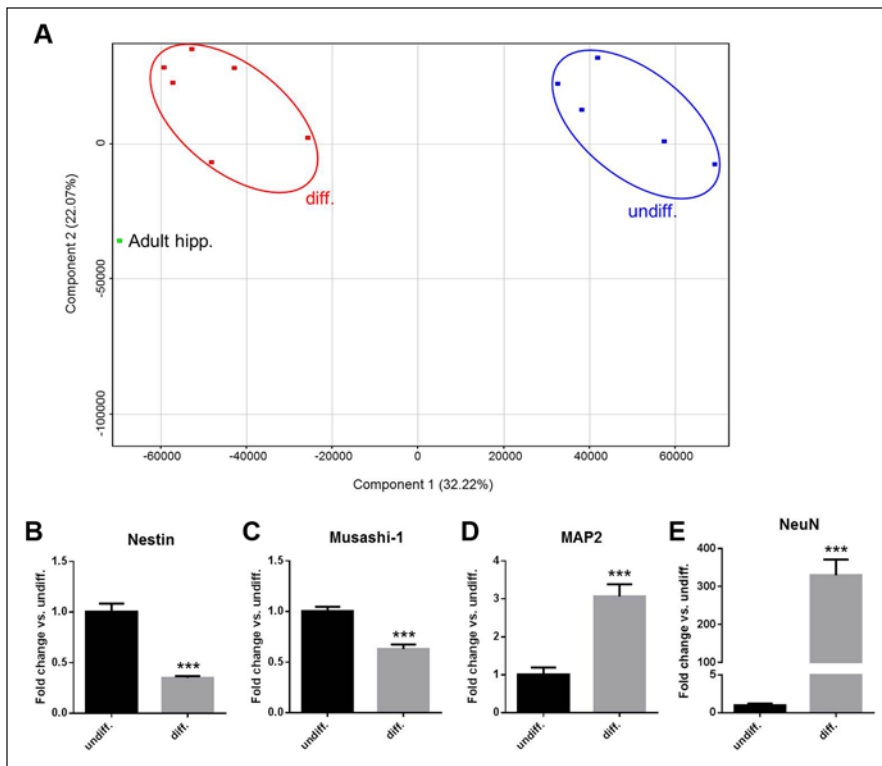 A
0
-50000
-100000
Component 2 (22.07%)
diff.
undiff.
Adult hipp.
-60000 -40000 -20000 0 20000 40000 60000
Component 1 (32.22%)
B
Nestin
Fold change vs. undiff.
1.5
1.0
0.5
0.0
***
undiff. diff.
C
Musashi-1
Fold change vs. undiff.
1.5
1.0
0.5
0.0
***
undiff. diff.
D
MAP2
Fold change vs. undiff.
4
3
2
1
0
***
undiff. diff.
E
NeuN
Fold change vs. undiff.
400
300
200
100
5
0
***
undiff. diff.